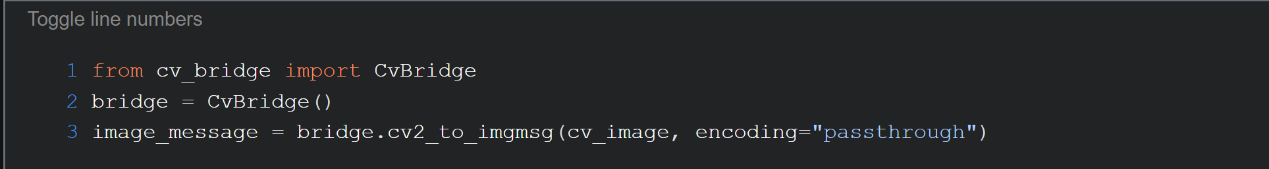 Toggle line numbers
1 from cv_bridge import CvBridge
2 bridge = CvBridge()
3 image_message = bridge.cv2_to_imgmsg(cv_image, encoding="passthrough")